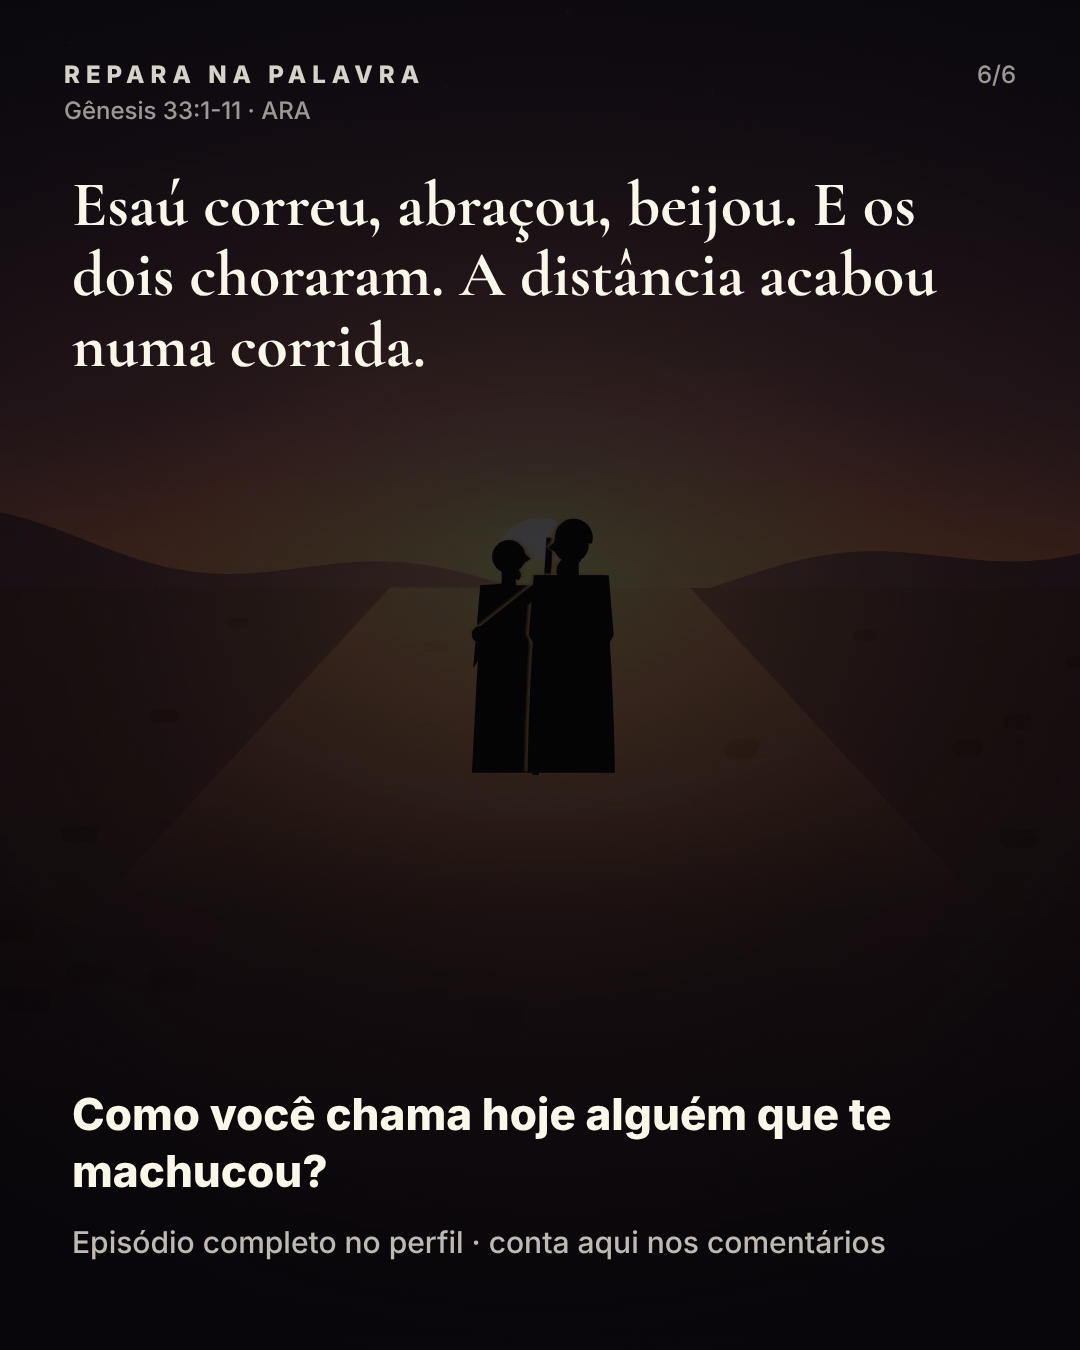 REPARA NA PALAVRA
6/6
Gênesis 33:1-11 · ARA
Esaú correu, abraçou, beijou. E os
dois choraram. A distância acabou
numa corrida.
Como você chama hoje alguém que te
machucou?
Episódio completo no perfil · conta aqui nos comentários